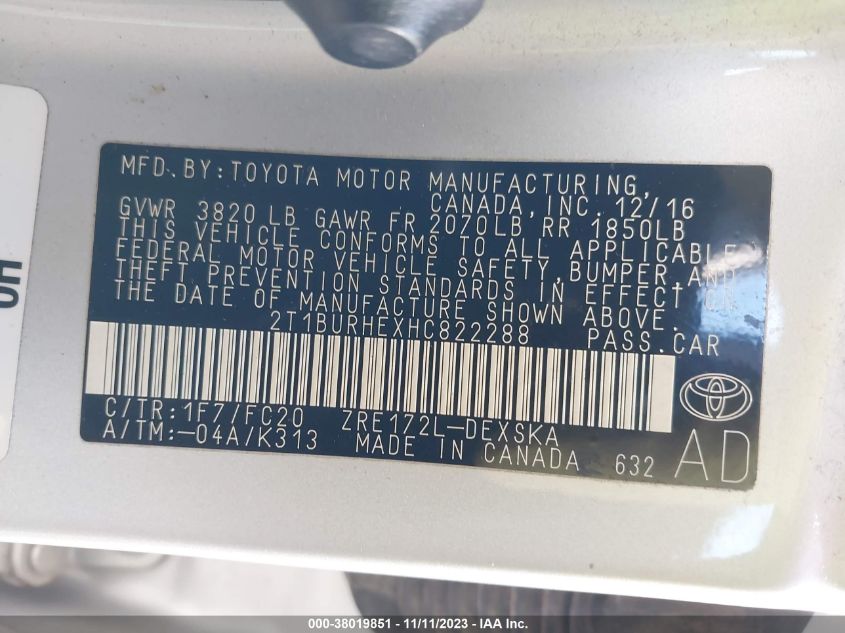 MFD. BY: TOYOTA MOTOR MANUFACTURING,
CANADA, INC. 12/16
GVWR 3820 LB GAWR FR 2070LB RR 1850LB
THIS VEHICLE CONFORMS TO ALL APPLICABLE
FEDERAL MOTOR VEHICLE SAFETY, BUMPER AND
THEFT PREVENTION STANDARDS IN EFFECT ON
THE DATE OF MANUFACTURE SHOWN ABOVE.
2T1BURHEXHC822288 PASS. CAR
C/TR: 1F7/FC20 ZRE172L-DEXSKA
A/TM: -04A/K313 MADE IN CANADA 632 AD
000-38019851 - 11/11/2023 - IAA Inc.